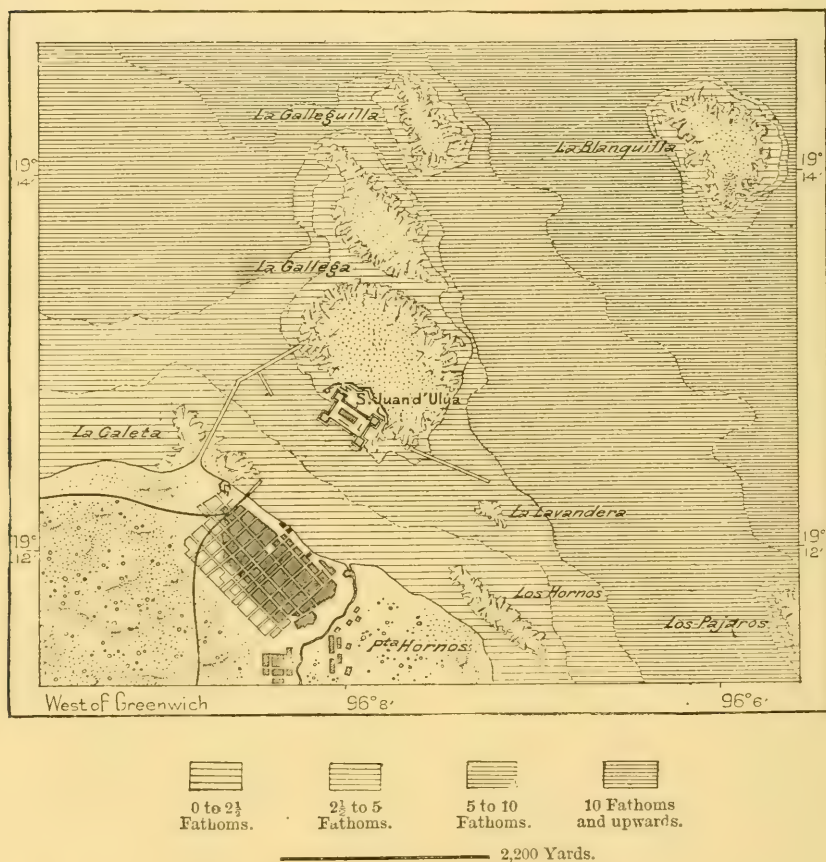 La Galleguilla
La Blanquilla
19°
14'
19°
14'
La Gallega
S. Juan d'Ulua
La Galeta
La Lavandera
19°
12'
19°
12'
Los Hornos
Los Pajaros
pta Hornos
West of Greenwich
96° 8'
96° 6'
0 to 2½
Fathoms.
2½ to 5
Fathoms.
5 to 10
Fathoms.
10 Fathoms
and upwards.
2,200 Yards.